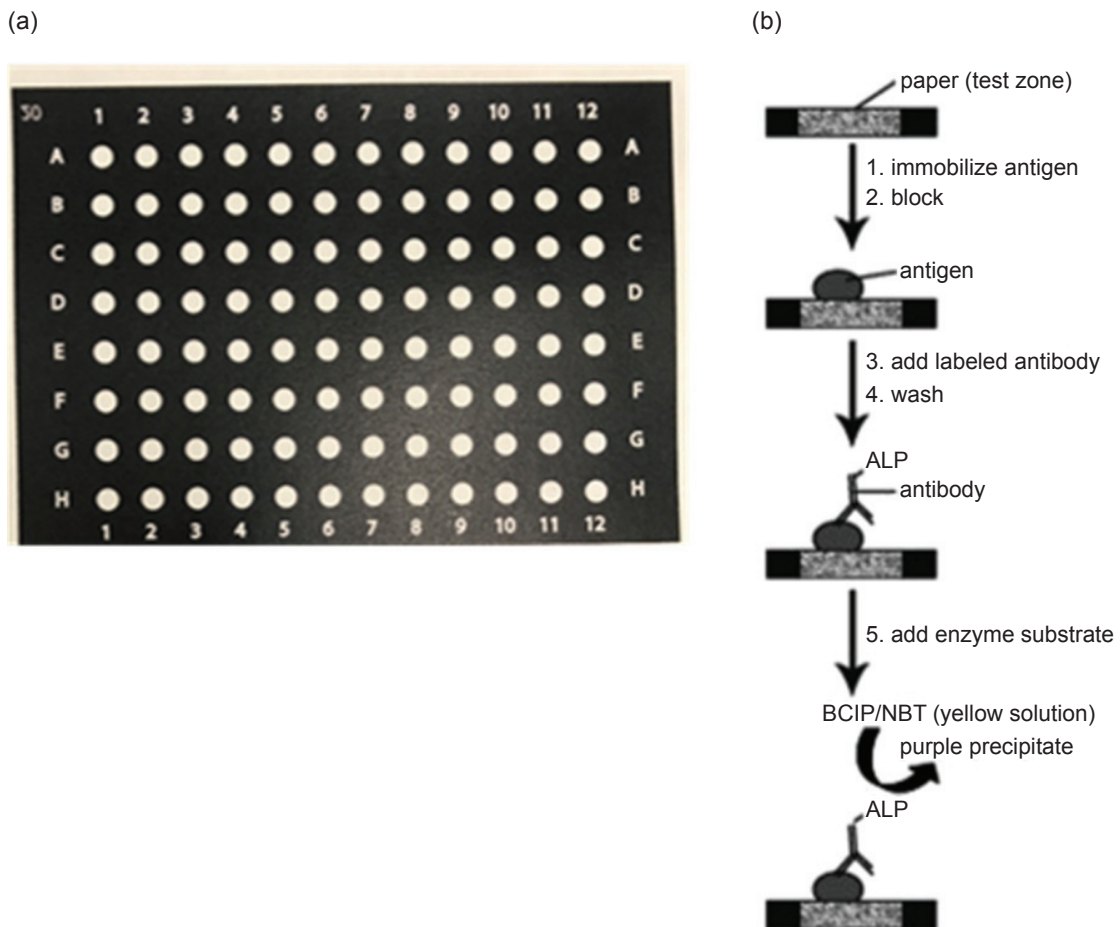 (a)
30 1 2 3 4 5 6 7 8 9 10 11 12
A A
B B
C C
D D
E E
F F
G G
H H
1 2 3 4 5 6 7 8 9 10 11 12
(b)
paper (test zone)
1. immobilize antigen
2. block
antigen
3. add labeled antibody
4. wash
ALP
antibody
5. add enzyme substrate
BCIP/NBT (yellow solution)
purple precipitate
ALP